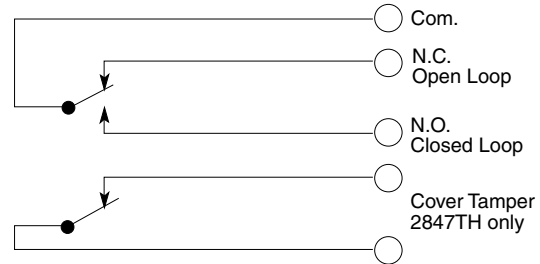 Com.
N.C.
Open Loop
N.O.
Closed Loop
Cover Tamper
2847TH only